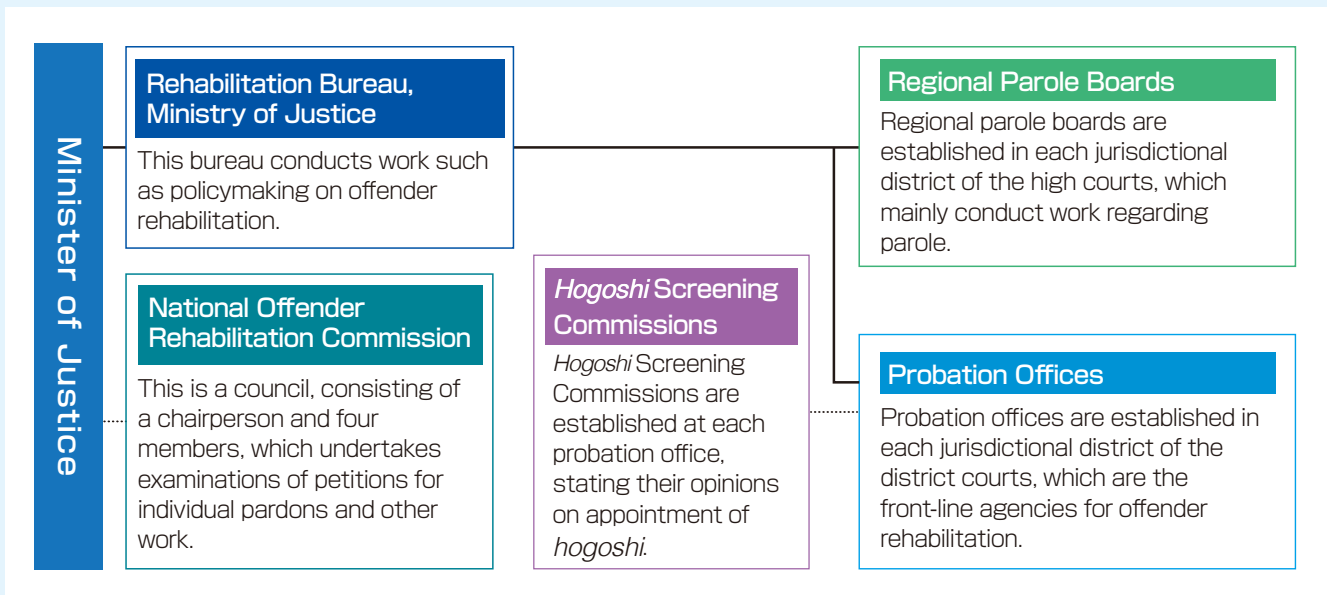 Minister of Justice
Rehabilitation Bureau,
Ministry of Justice
This bureau conducts work such
as policymaking on offender
rehabilitation.
National Offender
Rehabilitation Commission
This is a council, consisting of
a chairperson and four
members, which undertakes
examinations of petitions for
individual pardons and other
work.
Hogoshi Screening
Commissions
Hogoshi Screening
Commissions are
established at each
probation office,
stating their opinions
on appointment of
hogoshi.
Regional Parole Boards
Regional parole boards are
established in each jurisdictional
district of the high courts, which
mainly conduct work regarding
parole.
Probation Offices
Probation offices are established in
each jurisdictional district of the
district courts, which are the
front-line agencies for offender
rehabilitation.